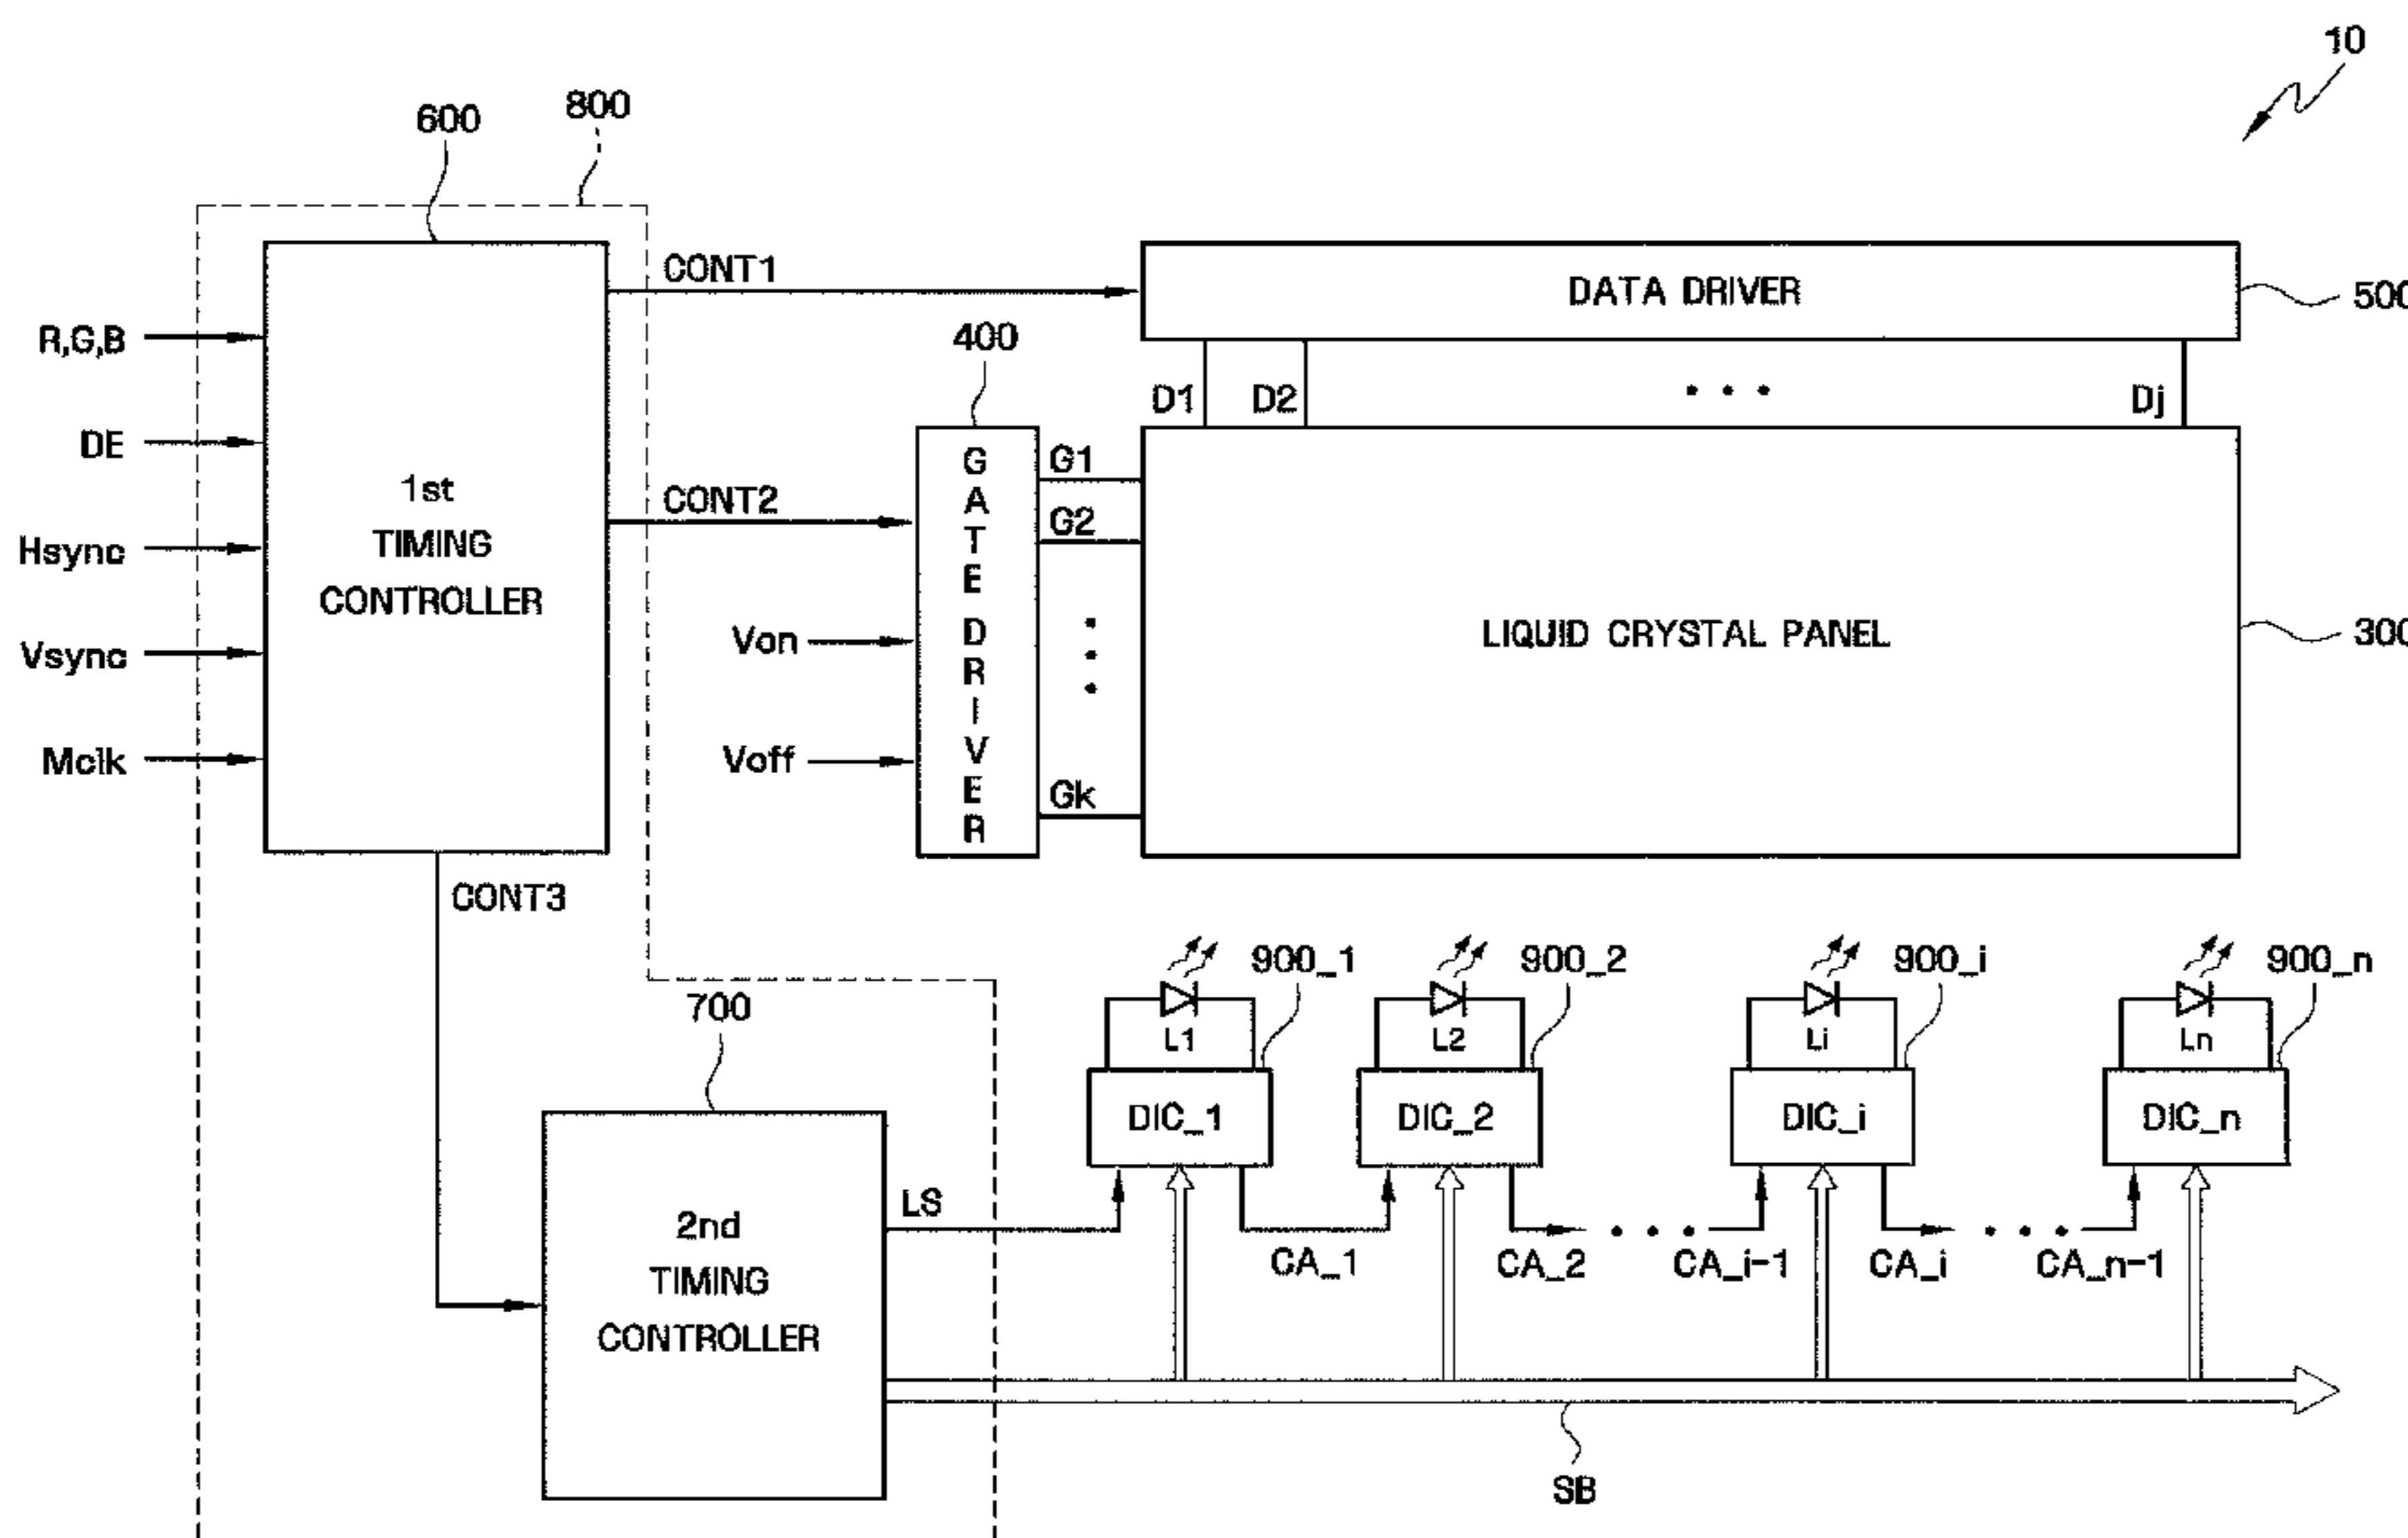 10
600
800
CONT1
DATA DRIVER
500
R,G,B
400
D1
D2
Dj
DE
GATE DRIVER
G1
1st
TIMING
CONTROLLER
CONT2
G2
Hsync
Von
LIQUID CRYSTAL PANEL
300
Vsync
Mclk
Voff
Gk
CONT3
900_1
900_2
900_i
900_n
700
L1
L2
Li
Ln
DIC_1
DIC_2
DIC_i
DIC_n
LS
2nd
TIMING
CONTROLLER
CA_1
CA_2
CA_i-1
CA_i
CA_n-1
SB